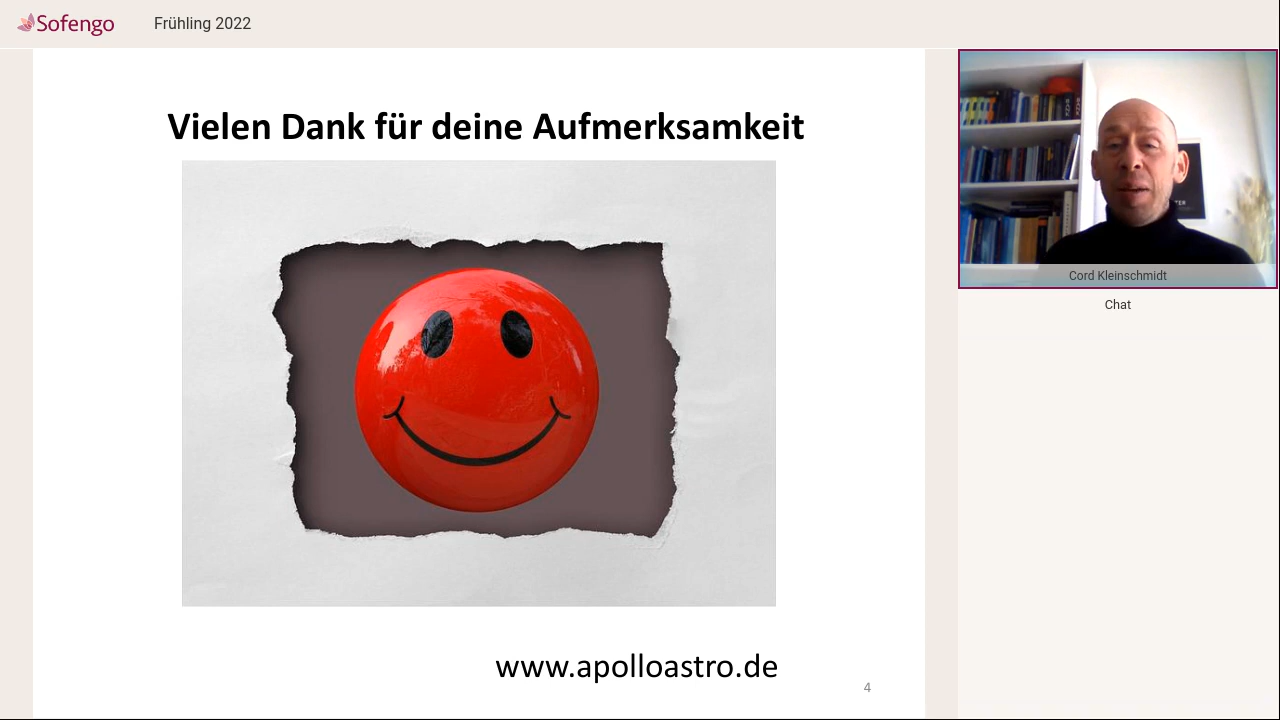 Sofengo
Frühling 2022
Vielen Dank für deine Aufmerksamkeit
www.apolloastro.de
4
Cord Kleinschmidt
Chat